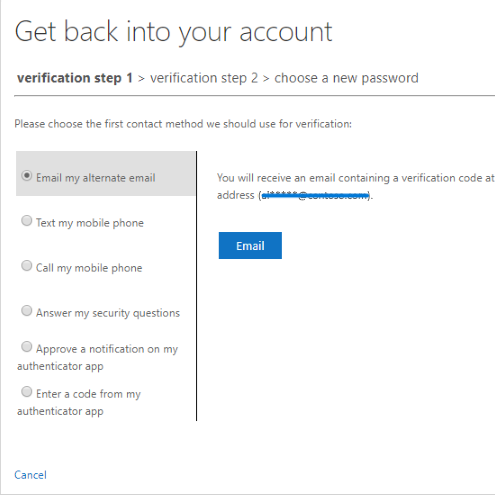 Get back into your account
verification step 1 > verification step 2 > choose a new password
Please choose the first contact method we should use for verification:
Email my alternate email
Text my mobile phone
Call my mobile phone
Answer my security questions
Approve a notification on my
authenticator app
Enter a code from my
authenticator app
You will receive an email containing a verification code at
address (@contoso.com).
Email
Cancel